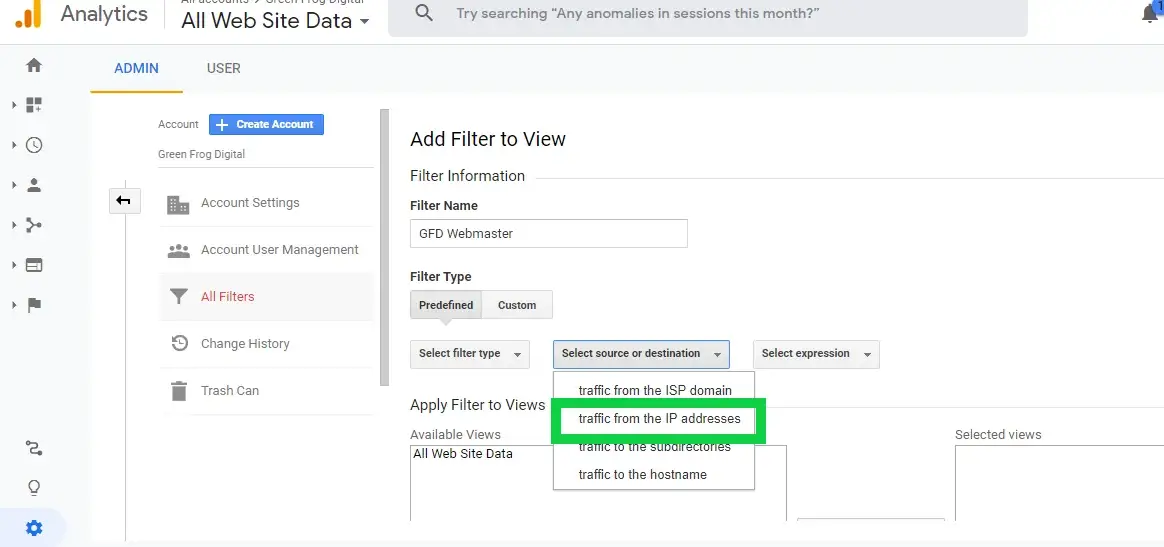 All accounts > Green Frog Digital
Analytics
All Web Site Data
Try searching “Any anomalies in sessions this month?”
1
ADMIN
USER
Account
+ Create Account
Green Frog Digital
Account Settings
Account User Management
All Filters
Change History
Trash Can
Add Filter to View
Filter Information
Filter Name
GFD Webmaster
Filter Type
Predefined
Custom
Select filter type
Select source or destination
Select expression
traffic from the ISP domain
traffic from the IP addresses
traffic to the subdirectories
traffic to the hostname
Apply Filter to Views
Available Views
All Web Site Data
Selected views